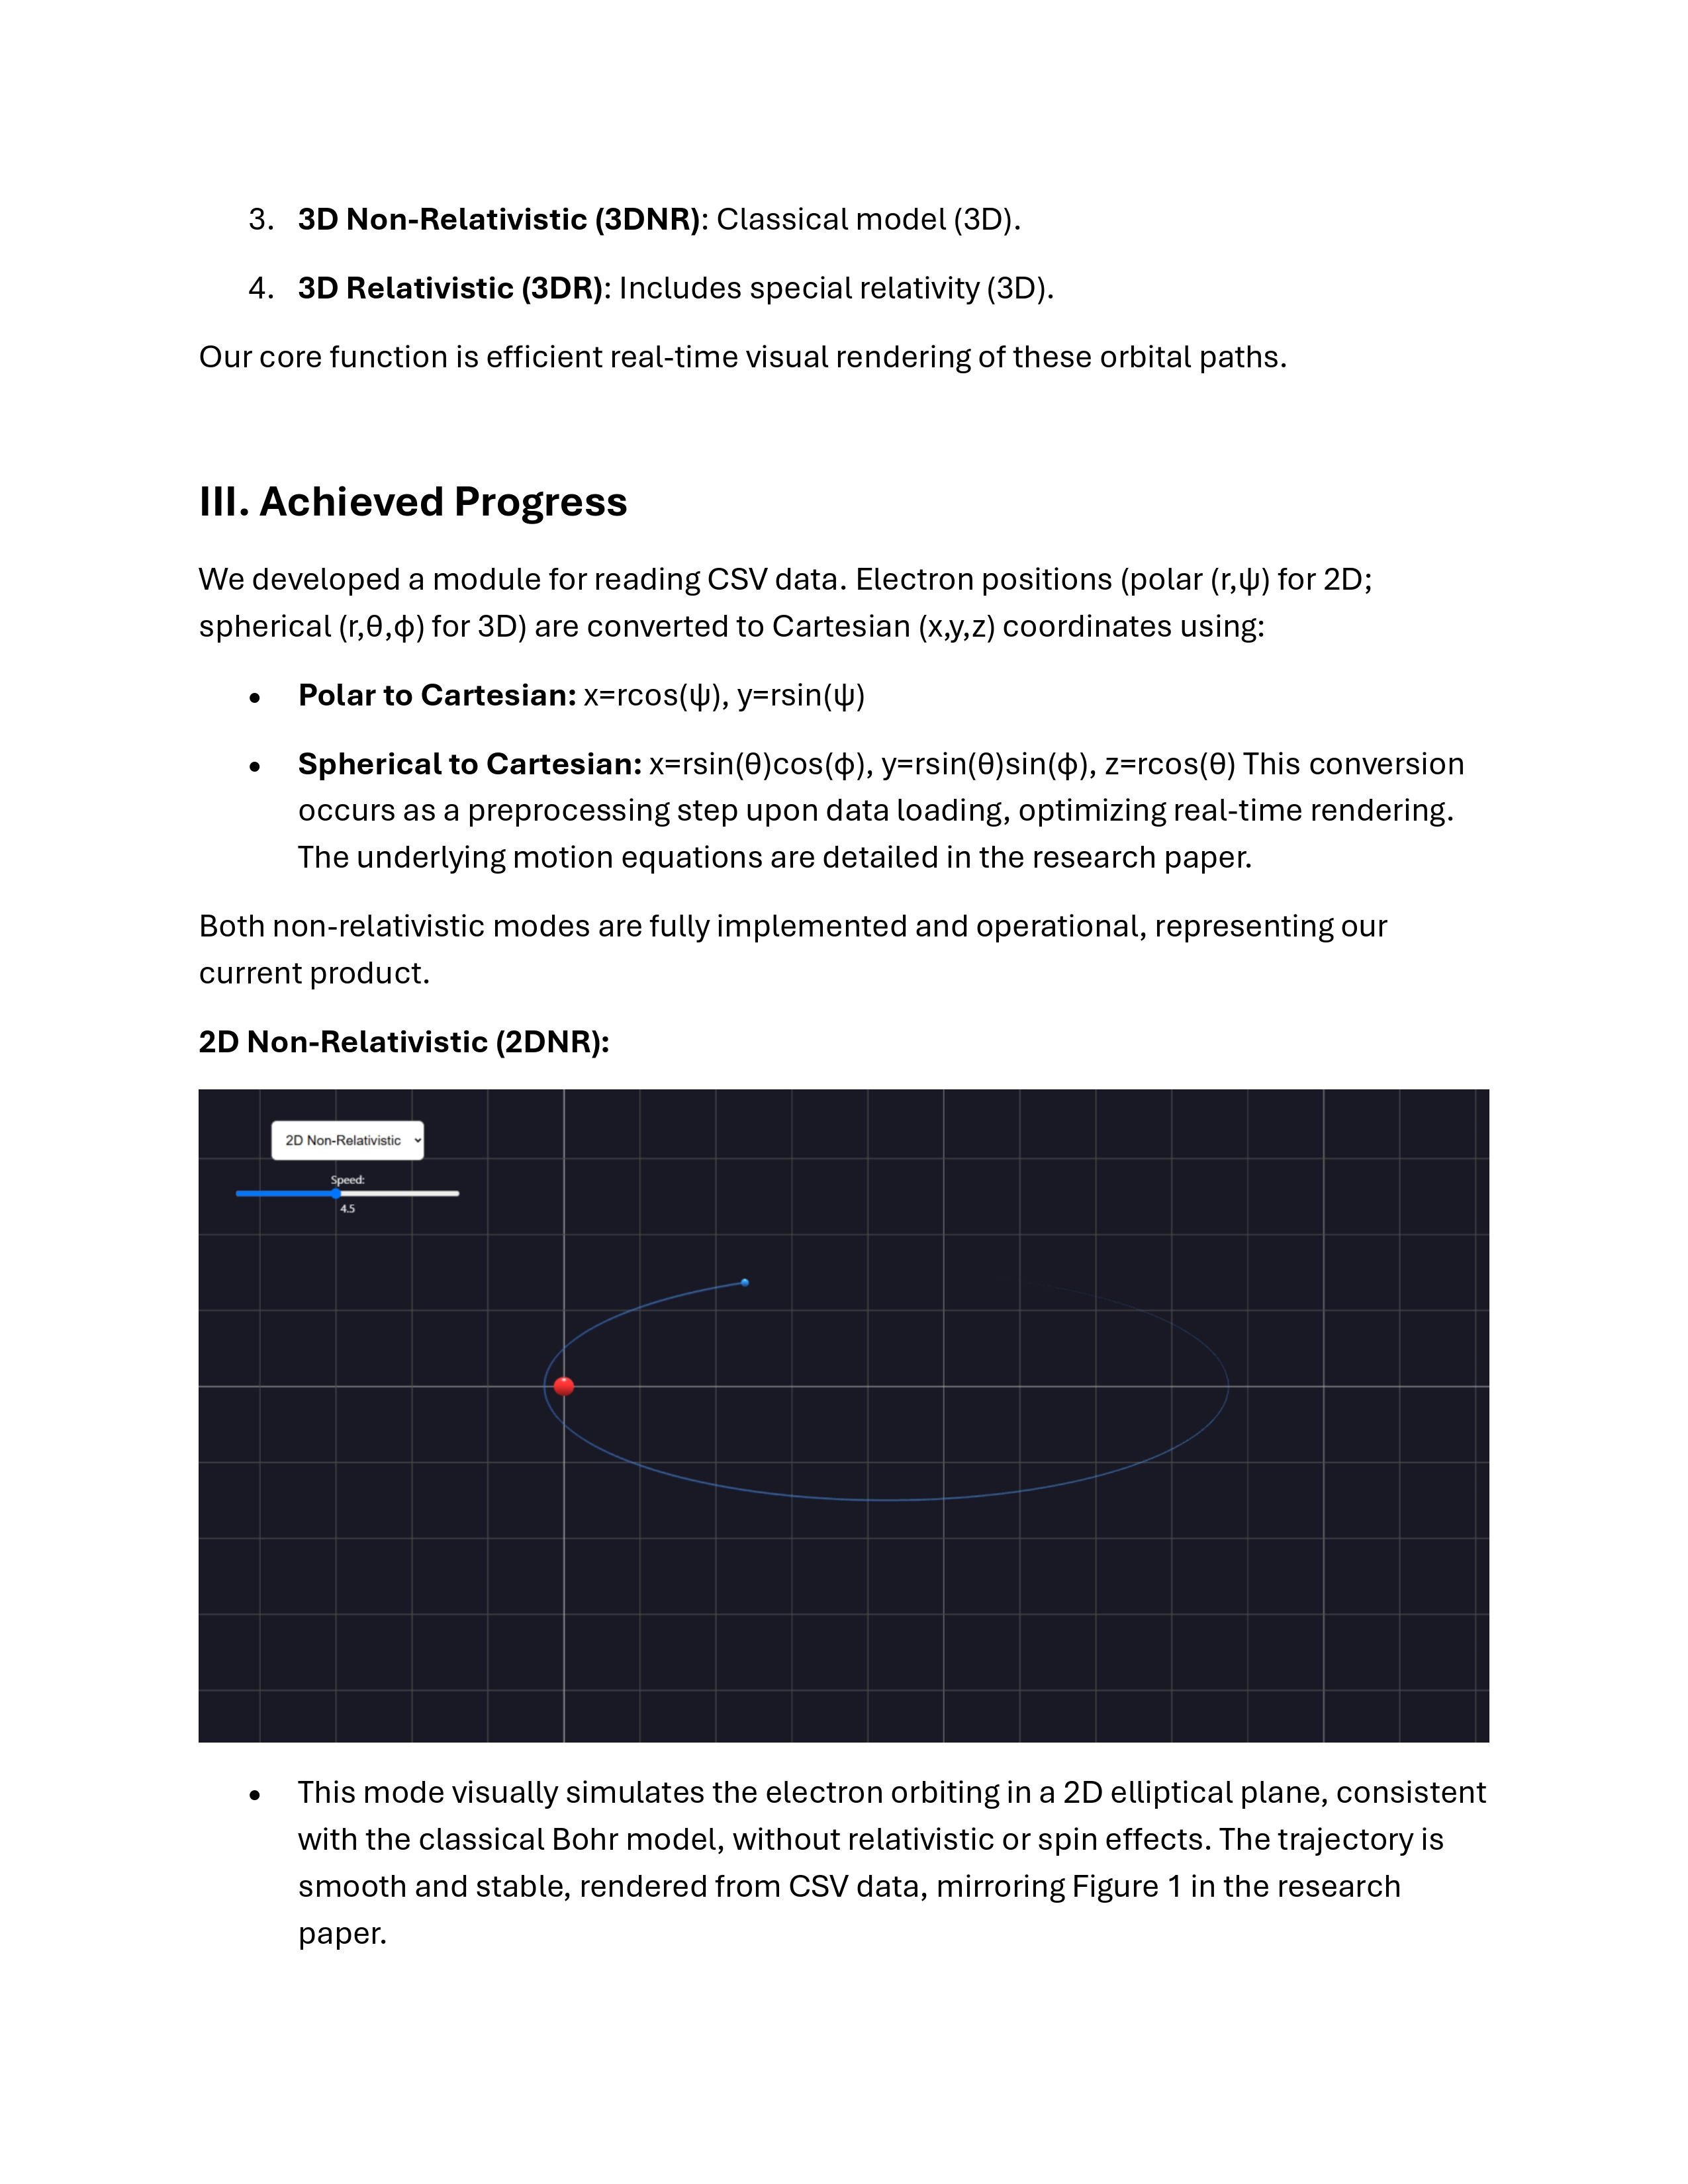 3. 3D Non-Relativistic (3DNR): Classical model (3D).
4. 3D Relativistic (3DR): Includes special relativity (3D).
Our core function is efficient real-time visual rendering of these orbital paths.
III. Achieved Progress
We developed a module for reading CSV data. Electron positions (polar (r,ψ) for 2D;
spherical (r,θ,ϕ) for 3D) are converted to Cartesian (x,y,z) coordinates using:
• Polar to Cartesian: x=rcos(ψ), y=rsin(ψ)
• Spherical to Cartesian: x=rsin(θ)cos(ϕ), y=rsin(θ)sin(ϕ), z=rcos(θ) This conversion
occurs as a preprocessing step upon data loading, optimizing real-time rendering.
The underlying motion equations are detailed in the research paper.
Both non-relativistic modes are fully implemented and operational, representing our
current product.
2D Non-Relativistic (2DNR):
2D Non-Relativistic
Speed:
4.5
• This mode visually simulates the electron orbiting in a 2D elliptical plane, consistent
with the classical Bohr model, without relativistic or spin effects. The trajectory is
smooth and stable, rendered from CSV data, mirroring Figure 1 in the research
paper.